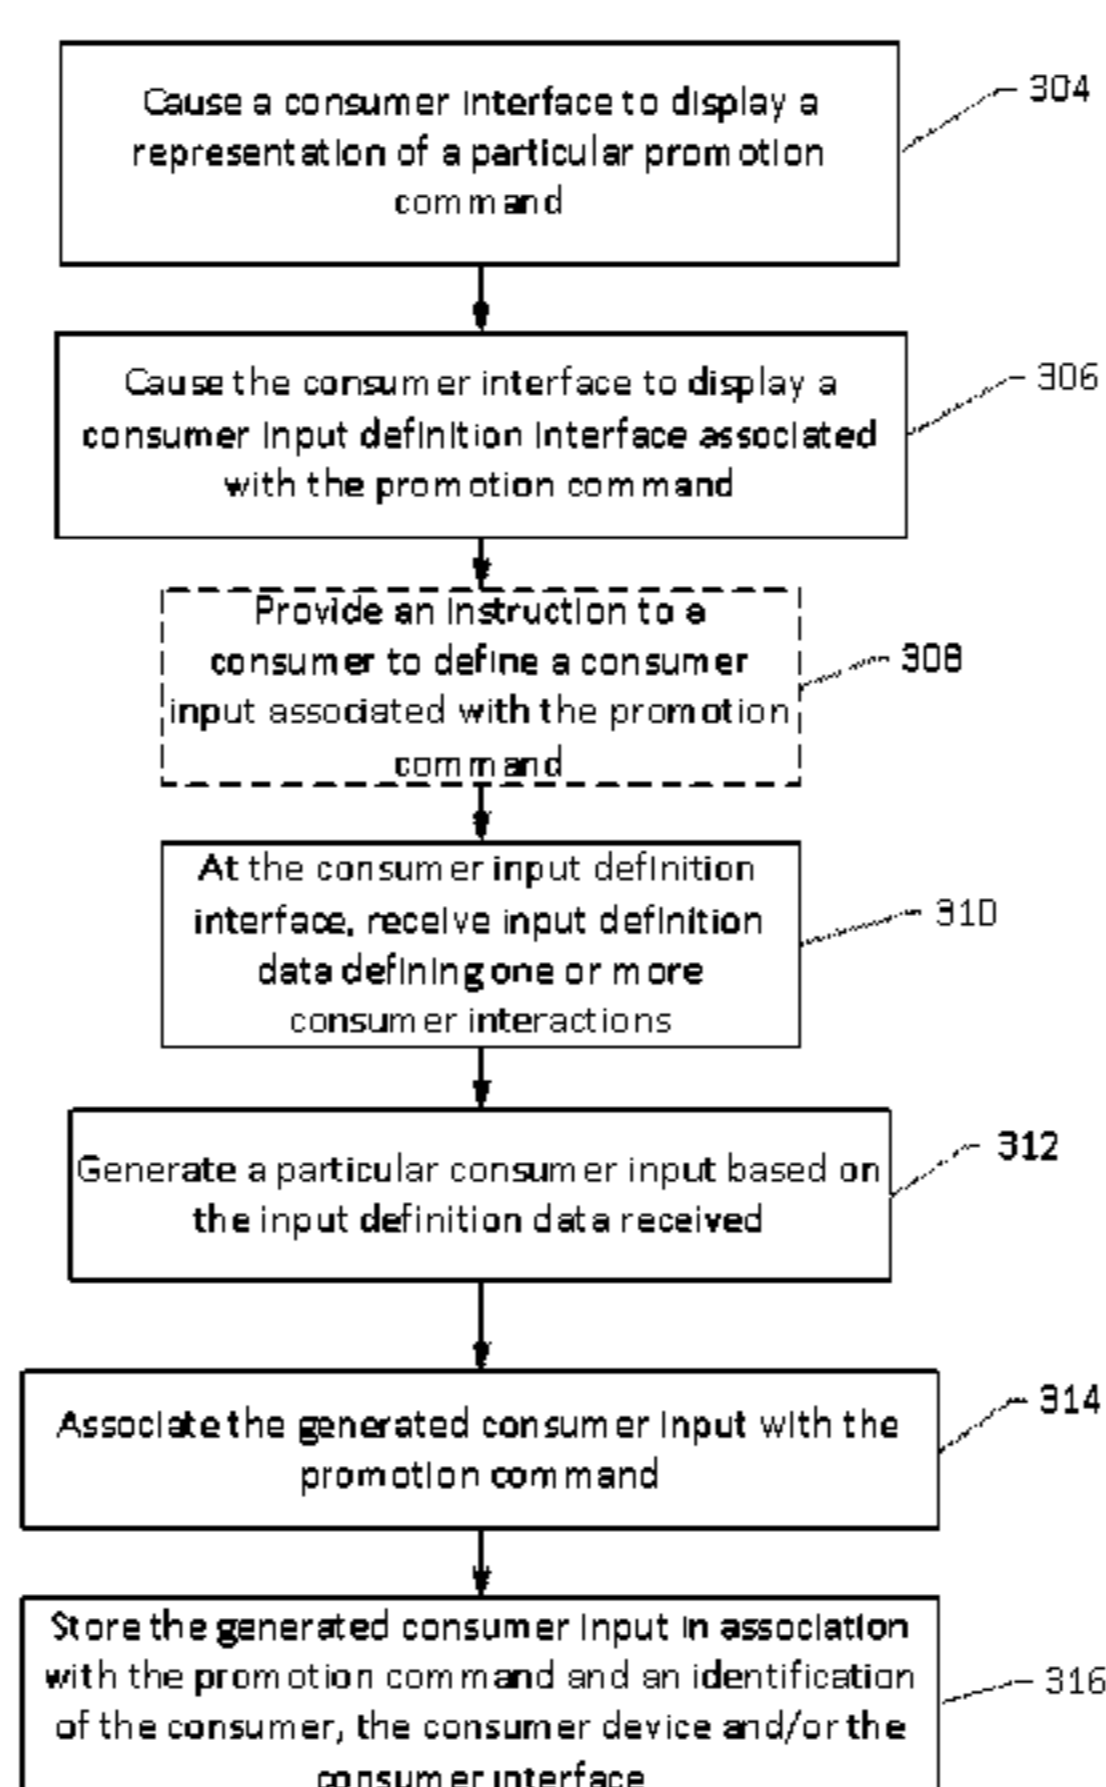 Cause a consumer interface to display a
representation of a particular promotion
command
304
Cause the consumer interface to display a
consumer input definition interface associated
with the promotion command
306
Provide an instruction to a
consumer to define a consumer
input associated with the promotion
command
308
At the consumer input definition
interface, receive input definition
data defining one or more
consumer interactions
310
Generate a particular consumer input based on
the input definition data received
312
Associate the generated consumer input with the
promotion command
314
Store the generated consumer input in association
with the promotion command and an identification
of the consumer, the consumer device and/or the
consumer interface
316